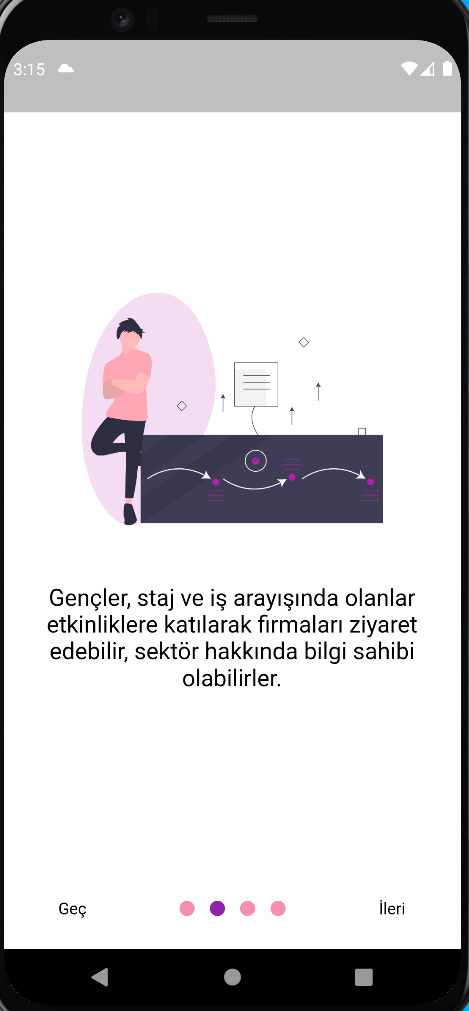 3:15
Gençler, staj ve iş arayışında olanlar
etkinliklere katılarak firmaları ziyaret
edebilir, sektör hakkında bilgi sahibi
olabilirler.
Geç
İleri